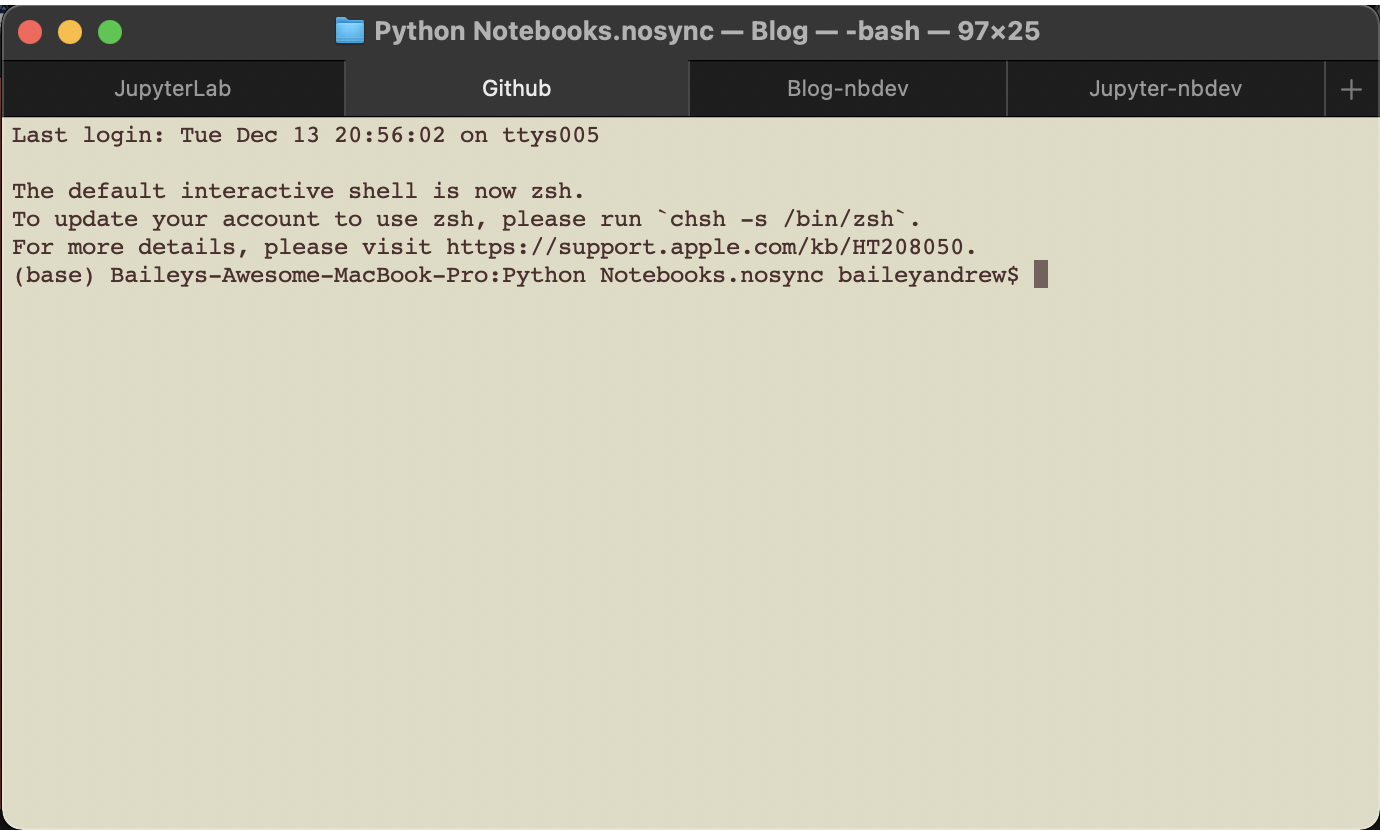 Python Notebooks.nosync — Blog — -bash — 97×25
JupyterLab
Github
Blog-nbdev
Jupyter-nbdev
+
Last login: Tue Dec 13 20:56:02 on ttys005
The default interactive shell is now zsh.
To update your account to use zsh, please run `chsh -s /bin/zsh`.
For more details, please visit https://support.apple.com/kb/HT208050.
(base) Baileys-Awesome-MacBook-Pro:Python Notebooks.nosync baileyandrew$